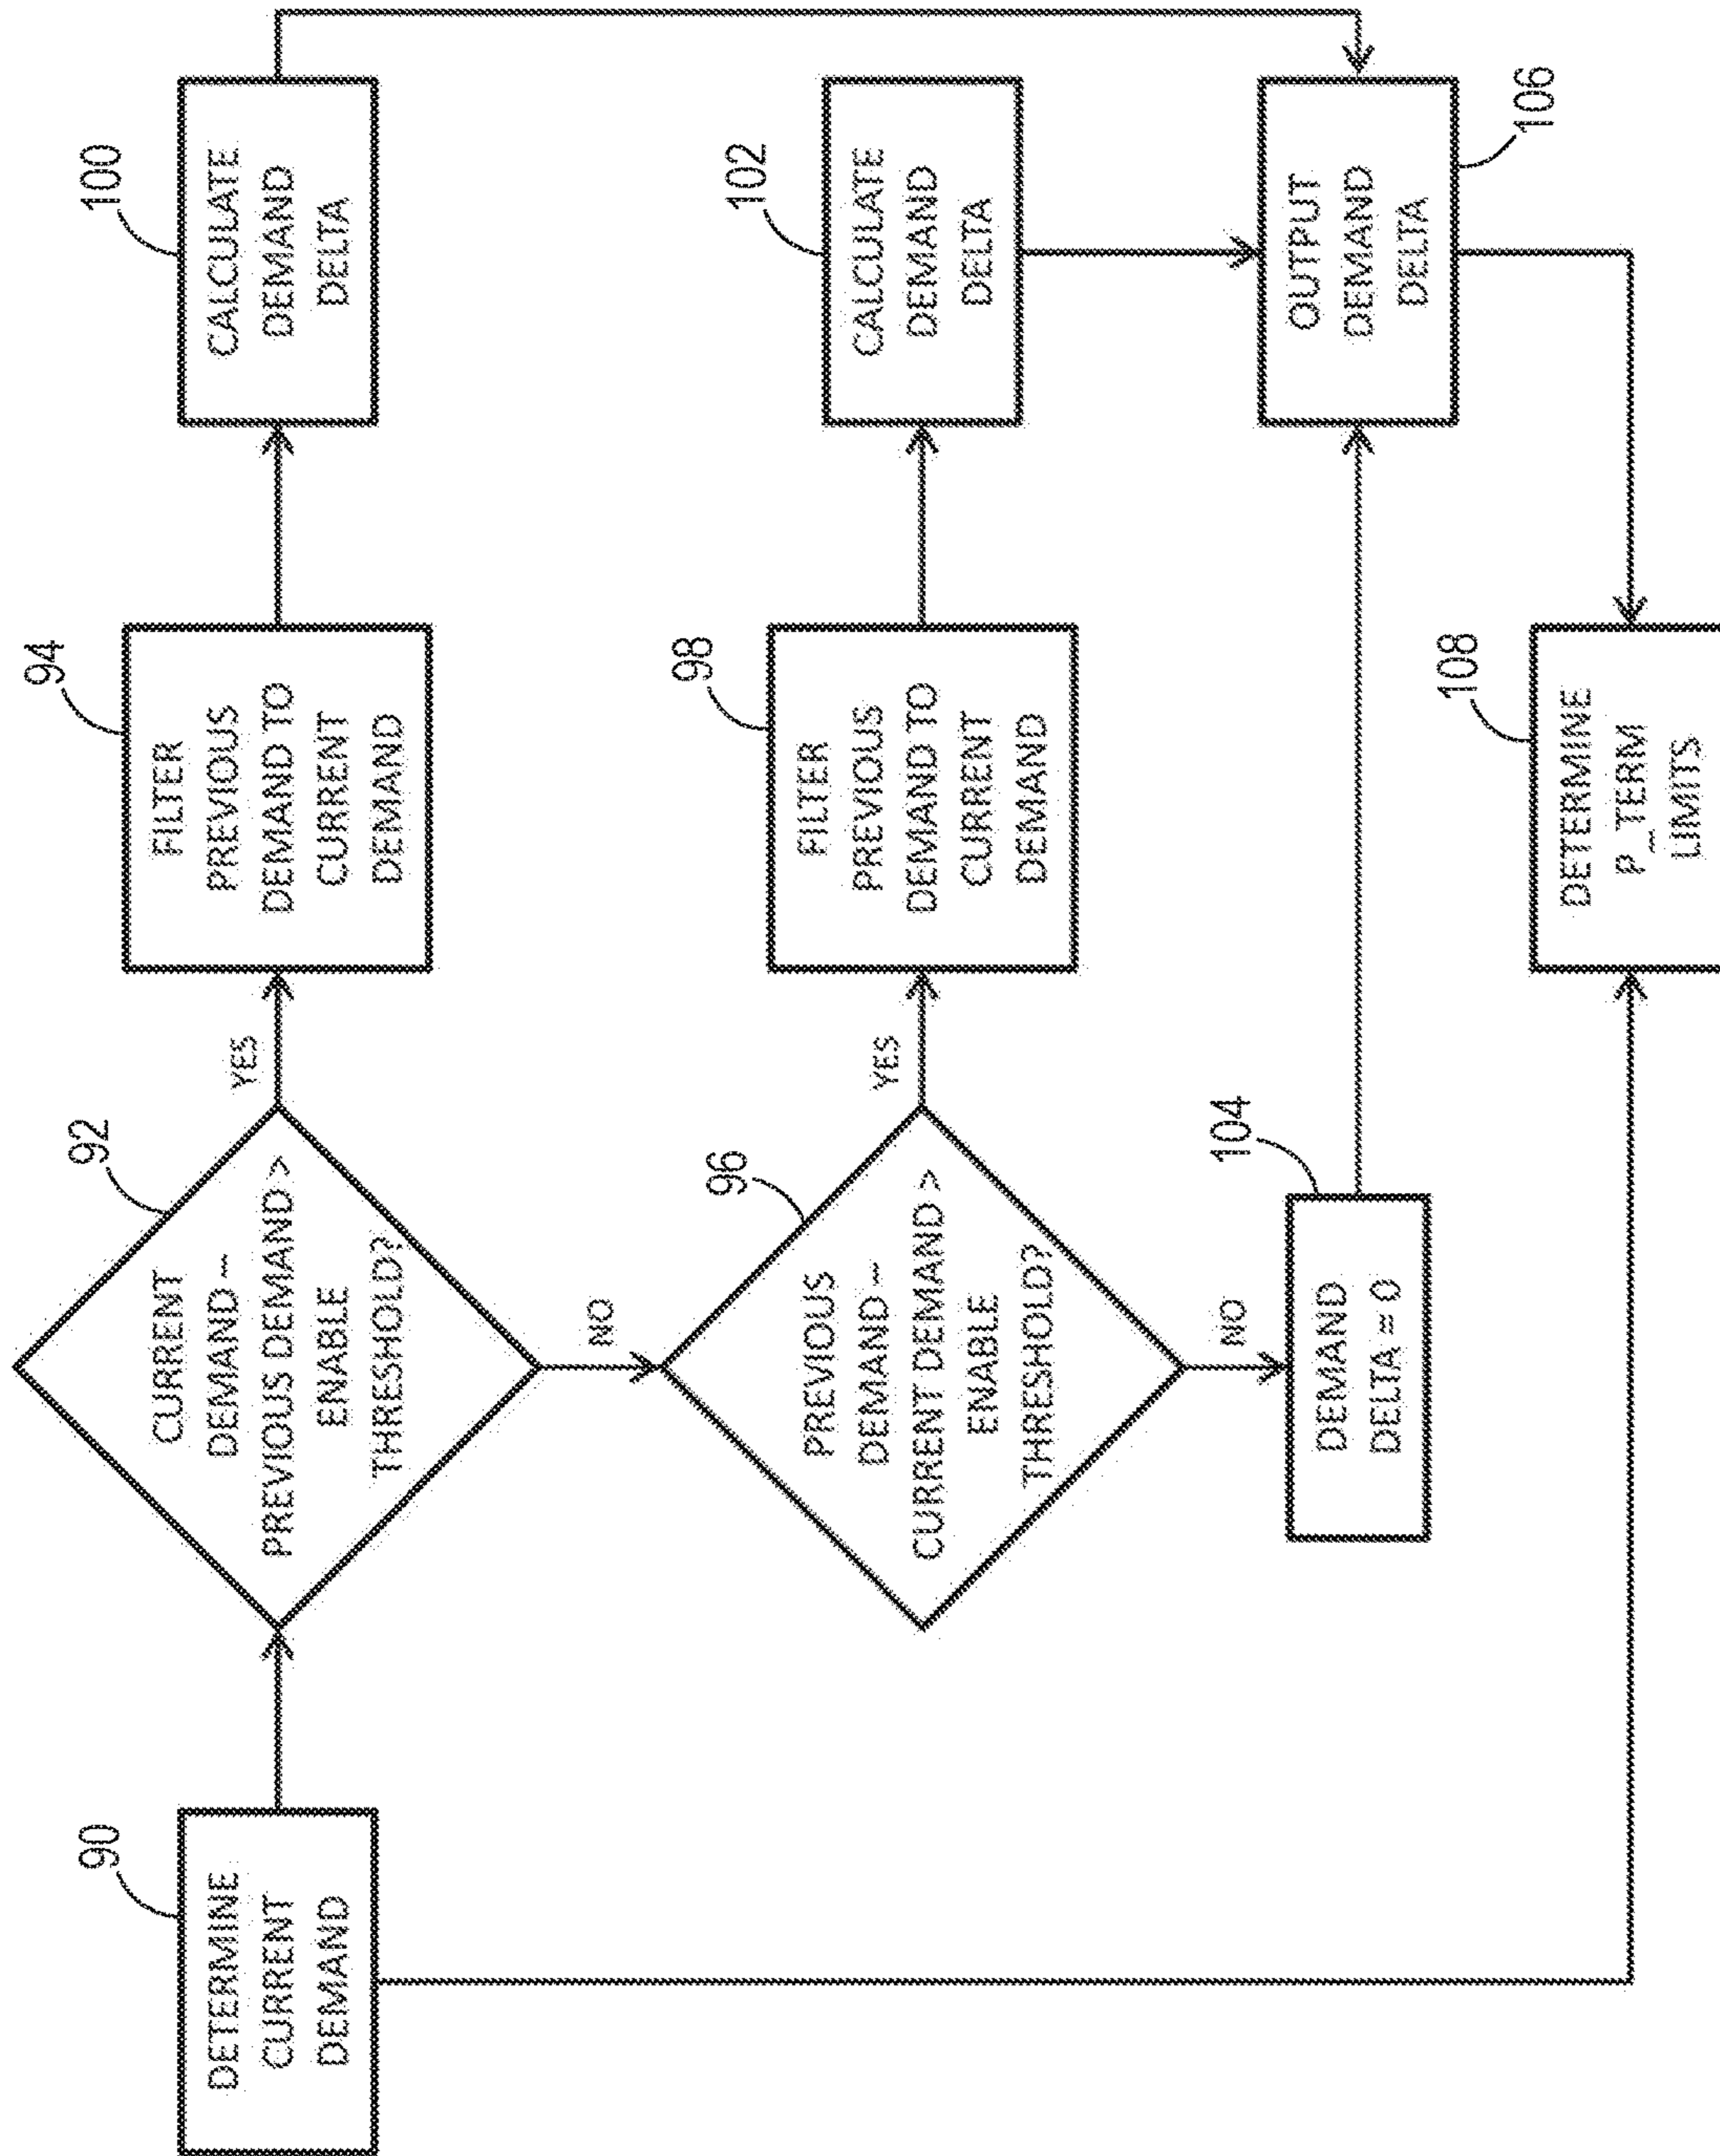 90
DETERMINE
CURRENT
DEMAND
92
CURRENT
DEMAND –
PREVIOUS DEMAND >
ENABLE
THRESHOLD?
YES
94
FILTER
PREVIOUS
DEMAND TO
CURRENT
DEMAND
100
CALCULATE
DEMAND
DELTA
NO
96
PREVIOUS
DEMAND –
CURRENT DEMAND >
ENABLE
THRESHOLD?
YES
98
FILTER
PREVIOUS
DEMAND TO
CURRENT
DEMAND
102
CALCULATE
DEMAND
DELTA
NO
104
DEMAND
DELTA = 0
OUTPUT
DEMAND
DELTA
106
108
DETERMINE
P_TERM
LIMITS